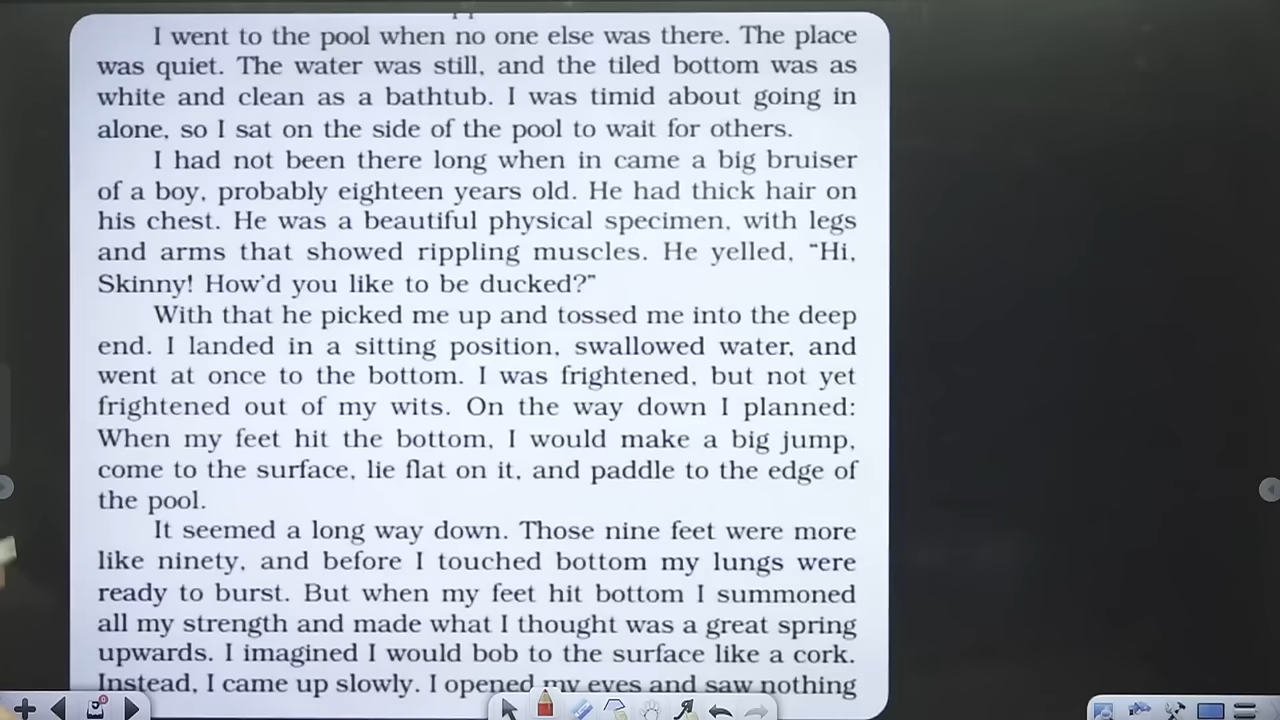 I went to the pool when no one else was there. The place
was quiet. The water was still, and the tiled bottom was as
white and clean as a bathtub. I was timid about going in
alone, so I sat on the side of the pool to wait for others.
I had not been there long when in came a big bruiser
of a boy, probably eighteen years old. He had thick hair on
his chest. He was a beautiful physical specimen, with legs
and arms that showed rippling muscles. He yelled, “Hi,
Skinny! How’d you like to be ducked?”
With that he picked me up and tossed me into the deep
end. I landed in a sitting position, swallowed water, and
went at once to the bottom. I was frightened, but not yet
frightened out of my wits. On the way down I planned:
When my feet hit the bottom, I would make a big jump,
come to the surface, lie flat on it, and paddle to the edge of
the pool.
It seemed a long way down. Those nine feet were more
like ninety, and before I touched bottom my lungs were
ready to burst. But when my feet hit bottom I summoned
all my strength and made what I thought was a great spring
upwards. I imagined I would bob to the surface like a cork.
Instead, I came up slowly. I opened my eyes and saw nothing